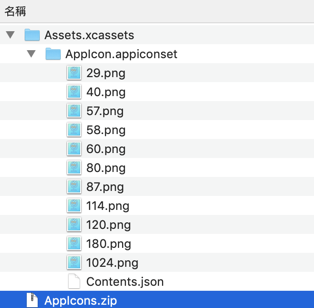 名稱
Assets.xcassets
AppIcon.appiconset
29.png
40.png
57.png
58.png
60.png
80.png
87.png
114.png
120.png
180.png
1024.png
Contents.json
AppIcons.zip